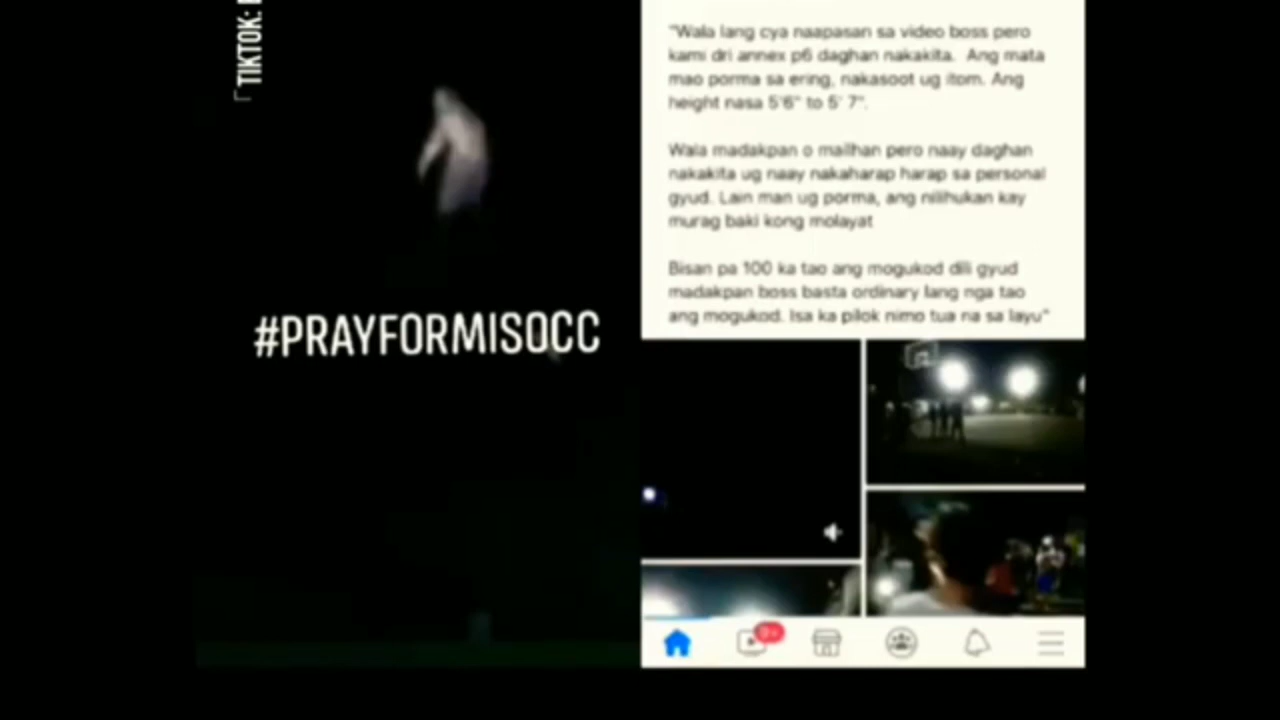 TIKTOK:
#PRAYFORMISOCC
"Wala lang cya naapasan sa video boss pero
kami dri annex p6 daghan nakakita. Ang mata
mao porma sa ering, nakasoot ug itom. Ang
height nasa 5'6" to 5' 7".
Wala madakpan o mailhan pero naay daghan
nakakita ug naay nakaharap harap sa personal
gyud. Lain man ug porma, ang nilihukan kay
murag baki kong molayat
Bisan pa 100 ka tao ang mogukod dili gyud
madakpan boss basta ordinary lang nga tao
ang mogukod. Isa ka pilok nimo tua na sa layu"
9+